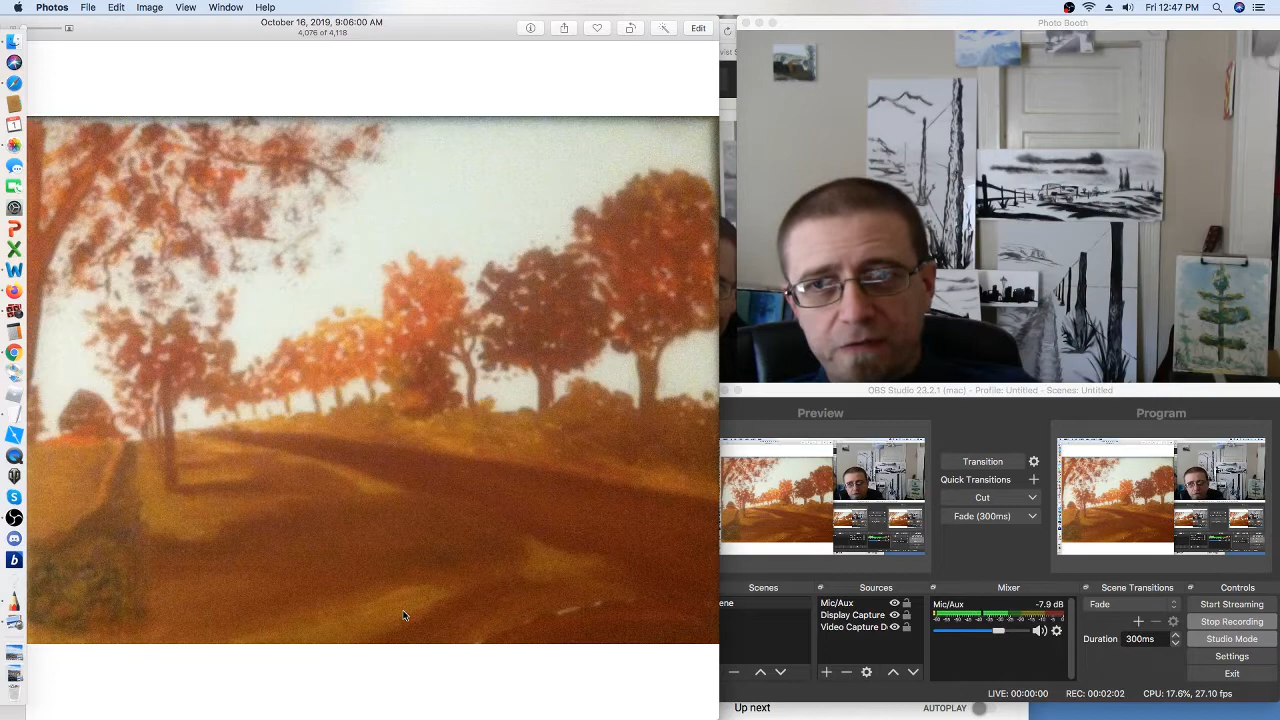 Photos File Edit Image View Window Help
Fri 12:47 PM
October 16, 2019, 9:06:00 AM
4,076 of 4,118
Edit
Photo Booth
OBS Studio 23.2.1 (mac) - Profile: Untitled - Scenes: Untitled
Preview
Program
Transition
Quick Transitions
Cut
Fade (300ms)
Scenes
Sources
Mixer
Scene Transitions
Controls
ene
Mic/Aux
Display Capture
Video Capture D
Mic/Aux
-7.9 dB
Fade
Duration
300ms
Start Streaming
Stop Recording
Studio Mode
Settings
Exit
LIVE: 00:00:00
REC: 00:02:02
CPU: 17.6%, 27.10 fps
Up next
AUTOPLAY